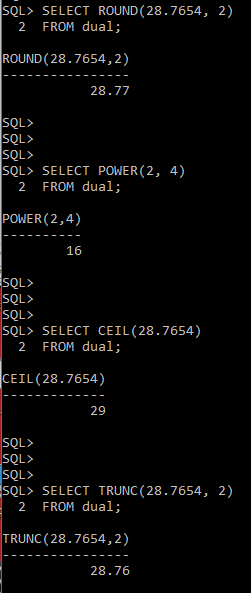 SQL> SELECT ROUND(28.7654, 2)
  2  FROM dual;
ROUND(28.7654,2)
----------------
           28.77
SQL>
SQL>
SQL>
SQL> SELECT POWER(2, 4)
  2  FROM dual;
POWER(2,4)
----------
        16
SQL>
SQL>
SQL>
SQL> SELECT CEIL(28.7654)
  2  FROM dual;
CEIL(28.7654)
-------------
           29
SQL>
SQL>
SQL>
SQL> SELECT TRUNC(28.7654, 2)
  2  FROM dual;
TRUNC(28.7654,2)
----------------
           28.76